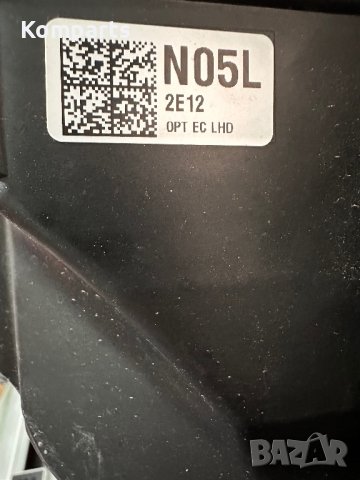 Komparts
N05L
2E12
OPT EC LHD
BAZAR